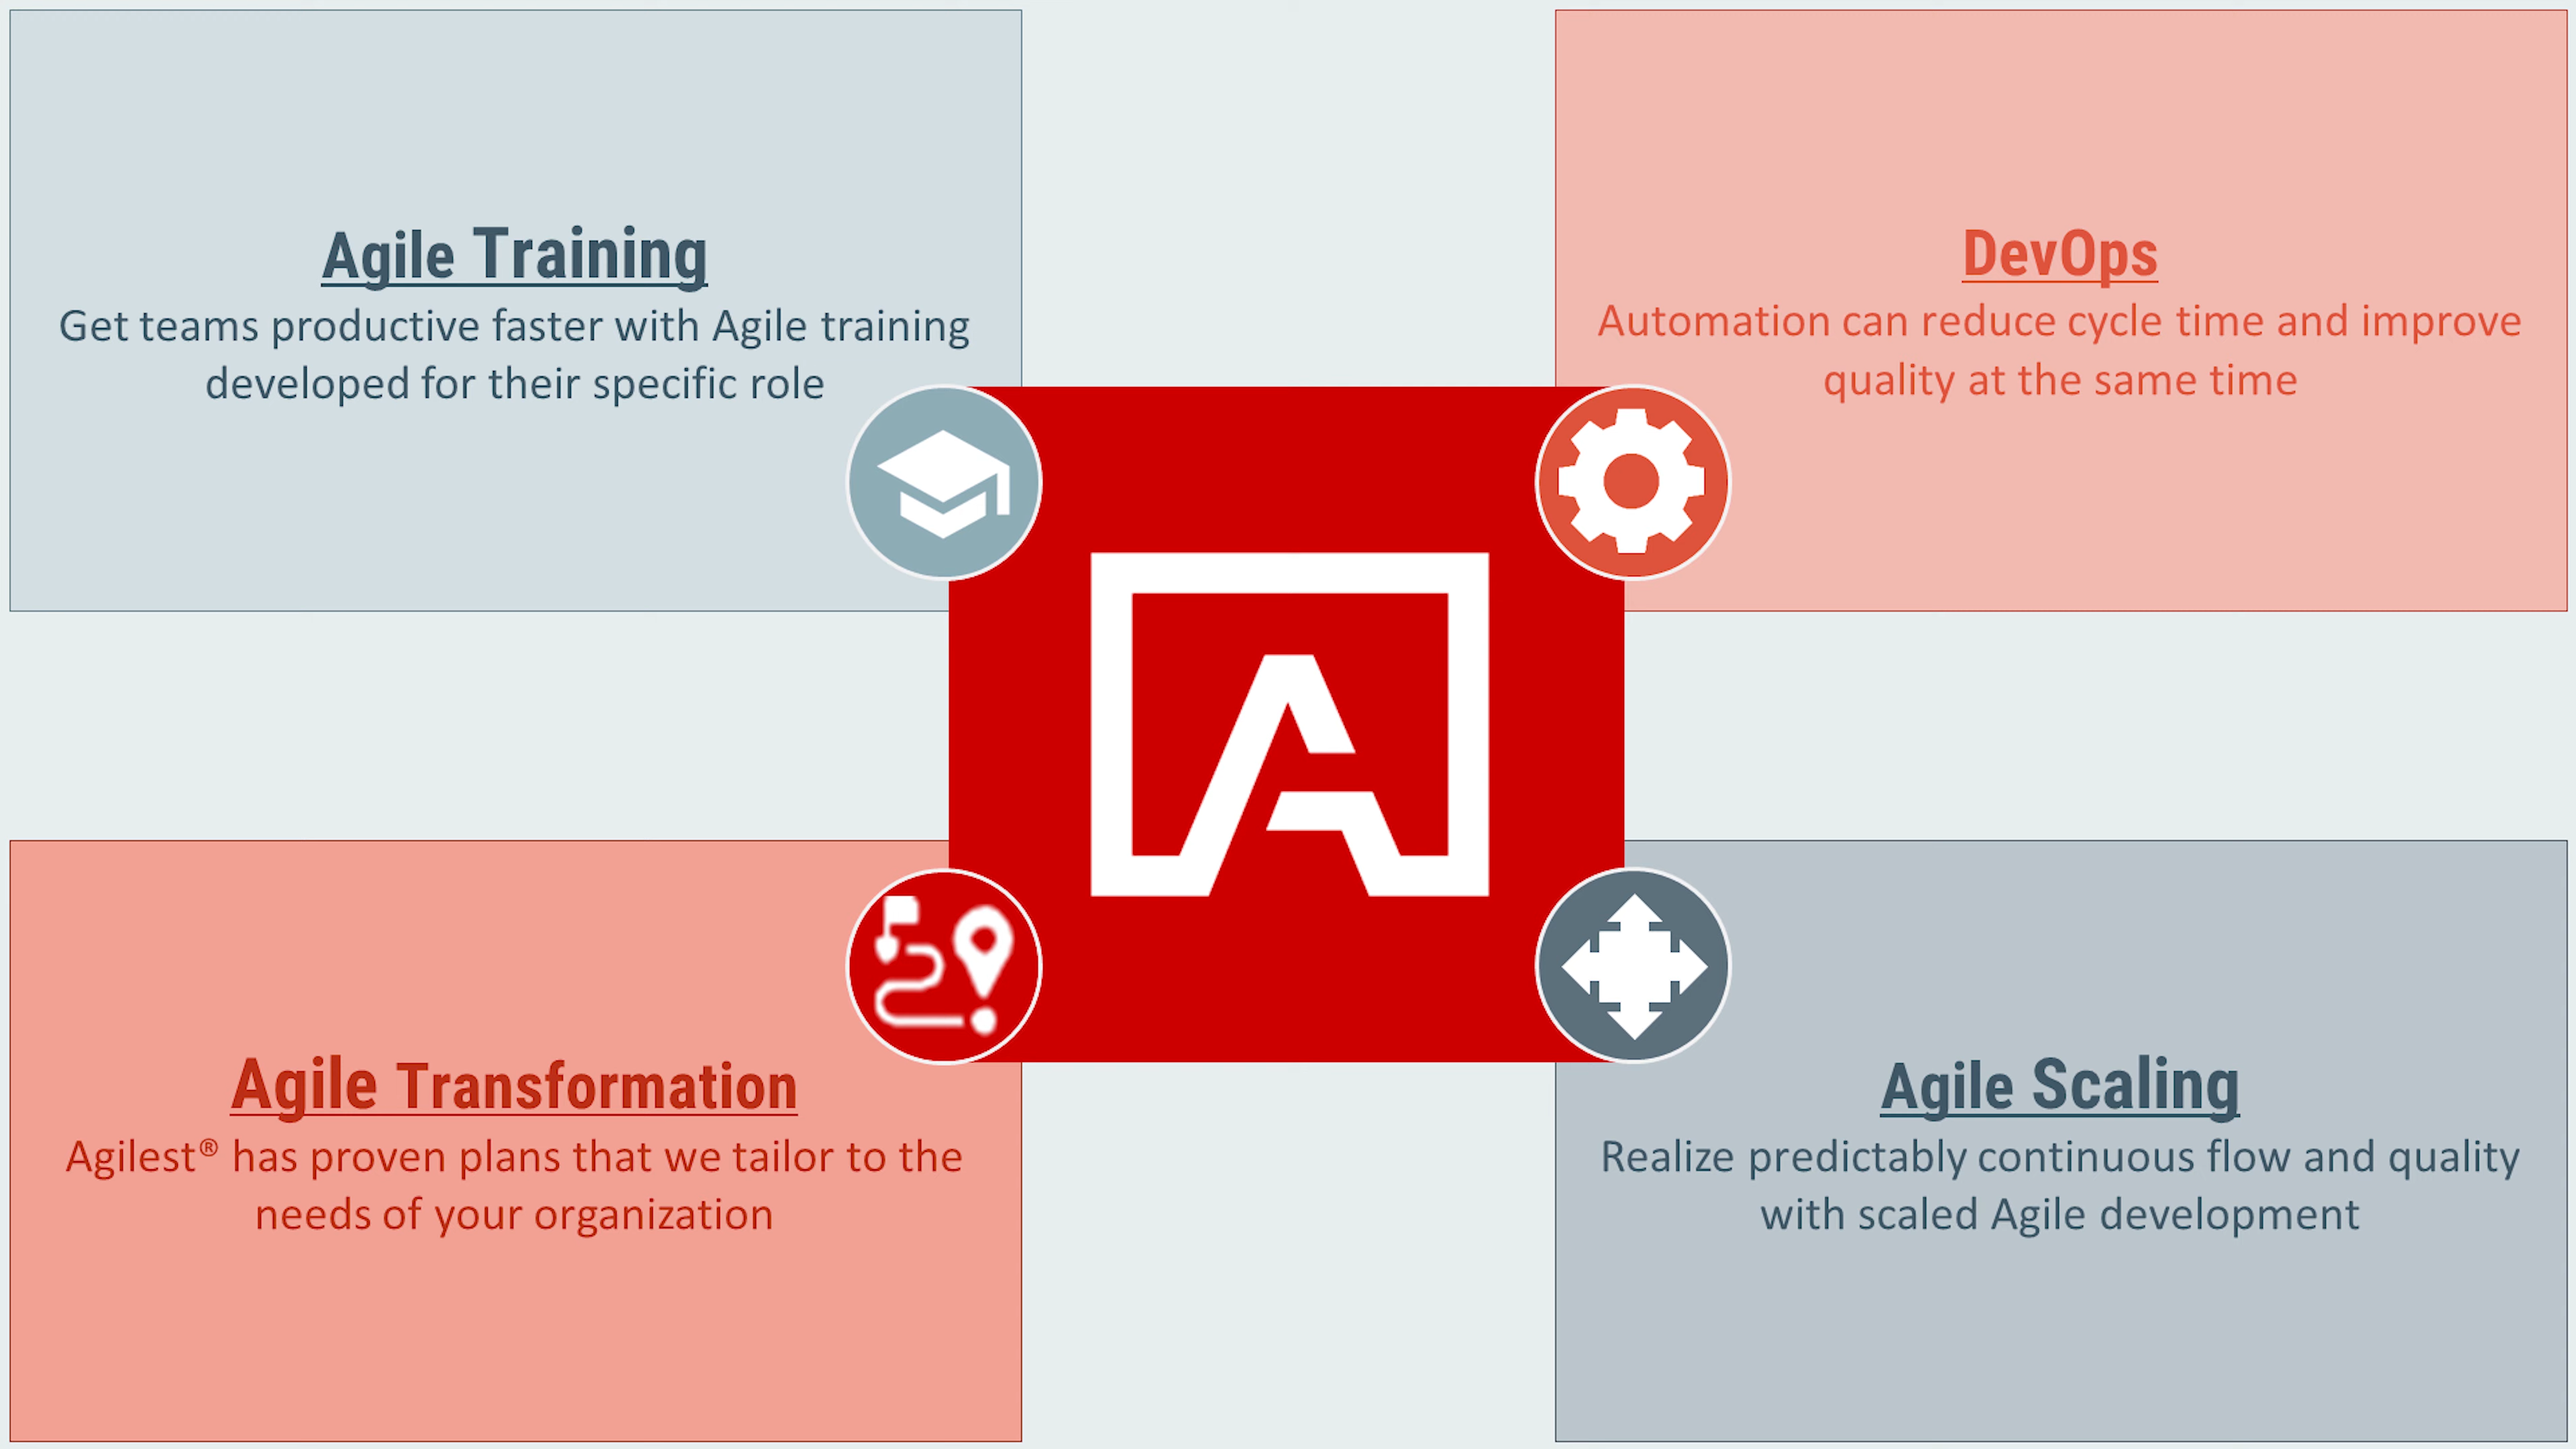 Agile Training
Get teams productive faster with Agile training
developed for their specific role
DevOps
Automation can reduce cycle time and improve
quality at the same time
A
Agile Transformation
Agilest® has proven plans that we tailor to the
needs of your organization
Agile Scaling
Realize predictably continuous flow and quality
with scaled Agile development